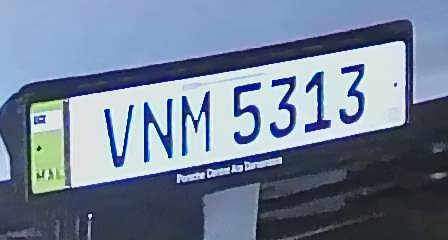 VNM 5313
Porsche Centre